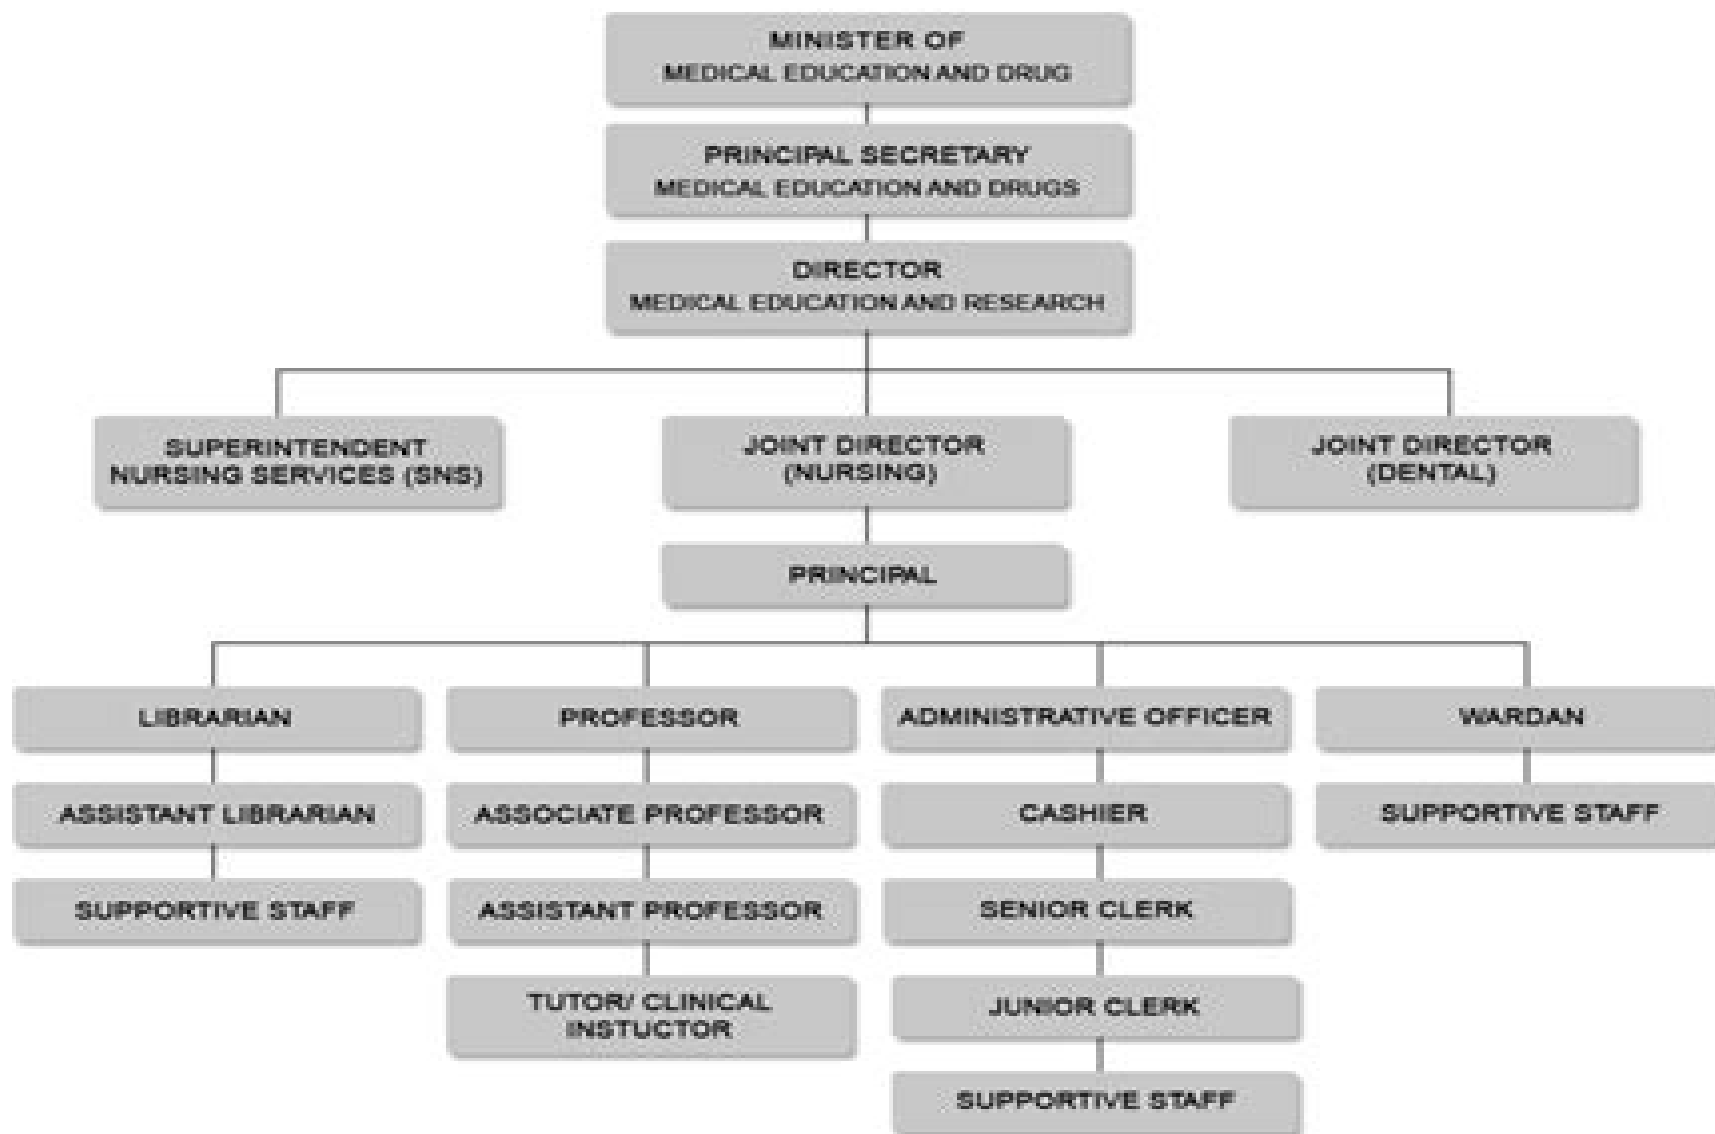 MINISTER OF
MEDICAL EDUCATION AND DRUG
PRINCIPAL SECRETARY
MEDICAL EDUCATION AND DRUGS
DIRECTOR
MEDICAL EDUCATION AND RESEARCH
SUPERINTENDENT
NURSING SERVICES (SNS)
JOINT DIRECTOR
(NURSING)
JOINT DIRECTOR
(DENTAL)
PRINCIPAL
LIBRARIAN
PROFESSOR
ADMINISTRATIVE OFFICER
WARDAN
ASSISTANT LIBRARIAN
ASSOCIATE PROFESSOR
CASHIER
SUPPORTIVE STAFF
SUPPORTIVE STAFF
ASSISTANT PROFESSOR
SENIOR CLERK
TUTOR/ CLINICAL
INSTUCTOR
JUNIOR CLERK
SUPPORTIVE STAFF